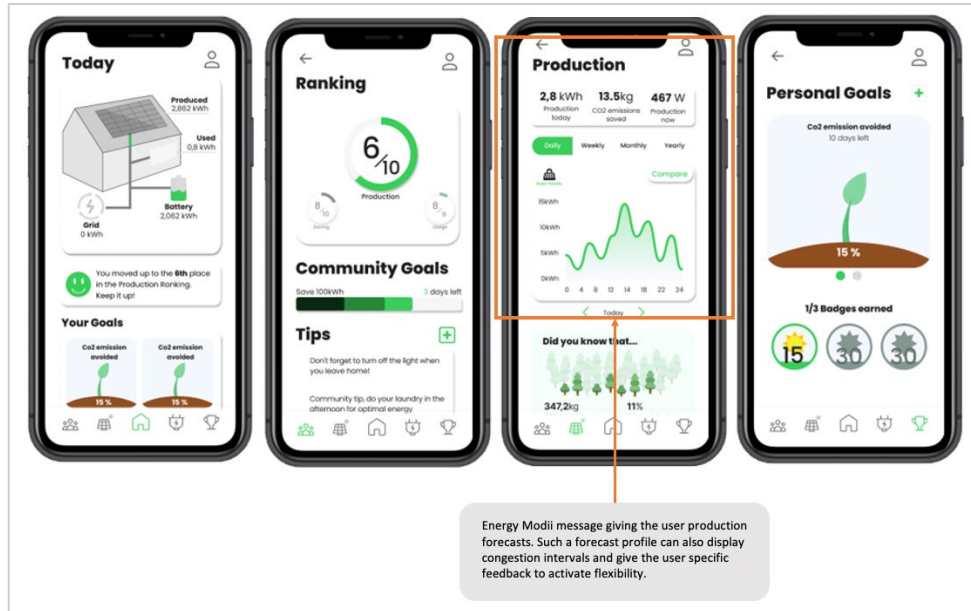 Today
Produced
2,862 kWh
Used
0,8 kWh
Battery
2,062 kWh
Grid
0 kWh
You moved up to the 6th place
in the Production Ranking.
Keep it up!
Your Goals
Co2 emission
avoided
15 %
Co2 emission
avoided
15 %
Ranking
6/10
Production
8/10
8/
Community Goals
Save 100kWh
3 days left
Tips
Don't forget to turn off the light when
you leave home!
Community tip, do your laundry in the
afternoon for optimal energy
Production
2,8 kWh
Production
today
13.5kg
CO2 emissions
saved
467 W
Production
now
Daily
Weekly
Monthly
Yearly
Solar Panels
Compare
15kWh
10kWh
5kWh
0kWh
0 4 8 12 14 18 22 24
Today
Did you know that...
347,2kg
11%
Personal Goals
Co2 emission avoided
10 days left
15 %
1/3 Badges earned
15
30
30
Energy Modii message giving the user production
forecasts. Such a forecast profile can also display
congestion intervals and give the user specific
feedback to activate flexibility.